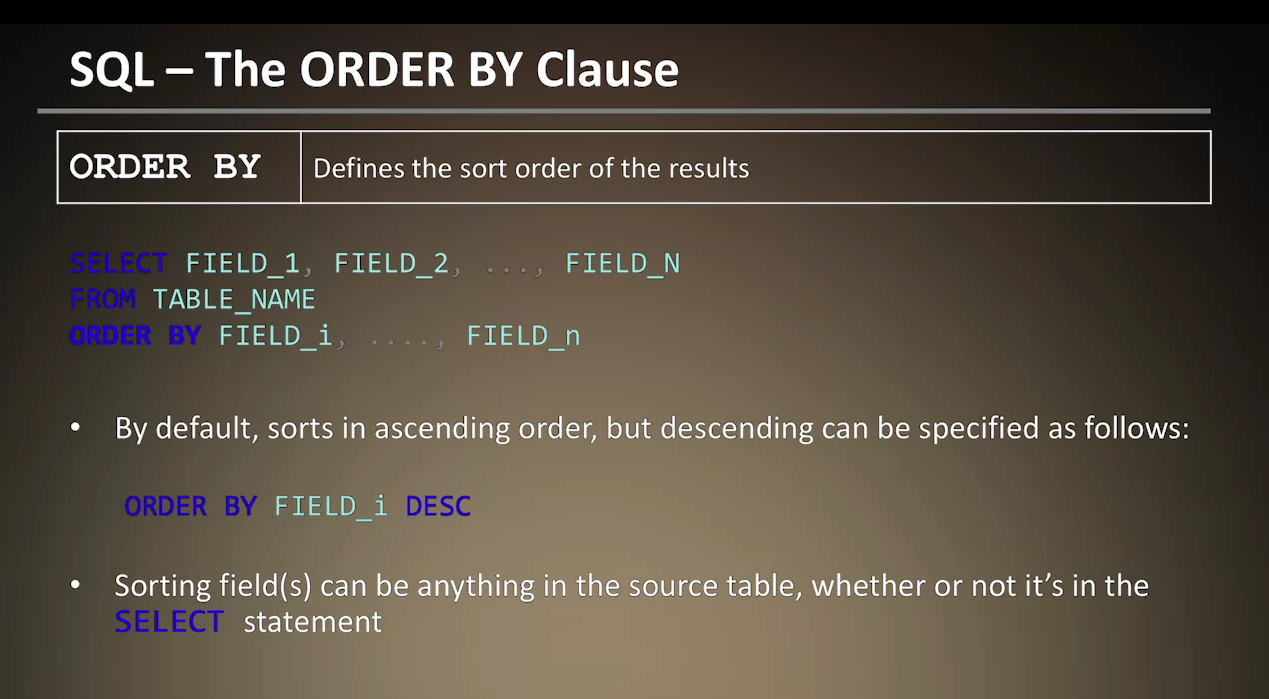 SQL – The ORDER BY Clause
ORDER BY Defines the sort order of the results
SELECT FIELD_1, FIELD_2, ..., FIELD_N
FROM TABLE_NAME
ORDER BY FIELD_i, ...., FIELD_n
• By default, sorts in ascending order, but descending can be specified as follows:
ORDER BY FIELD_i DESC
• Sorting field(s) can be anything in the source table, whether or not it’s in the
SELECT statement